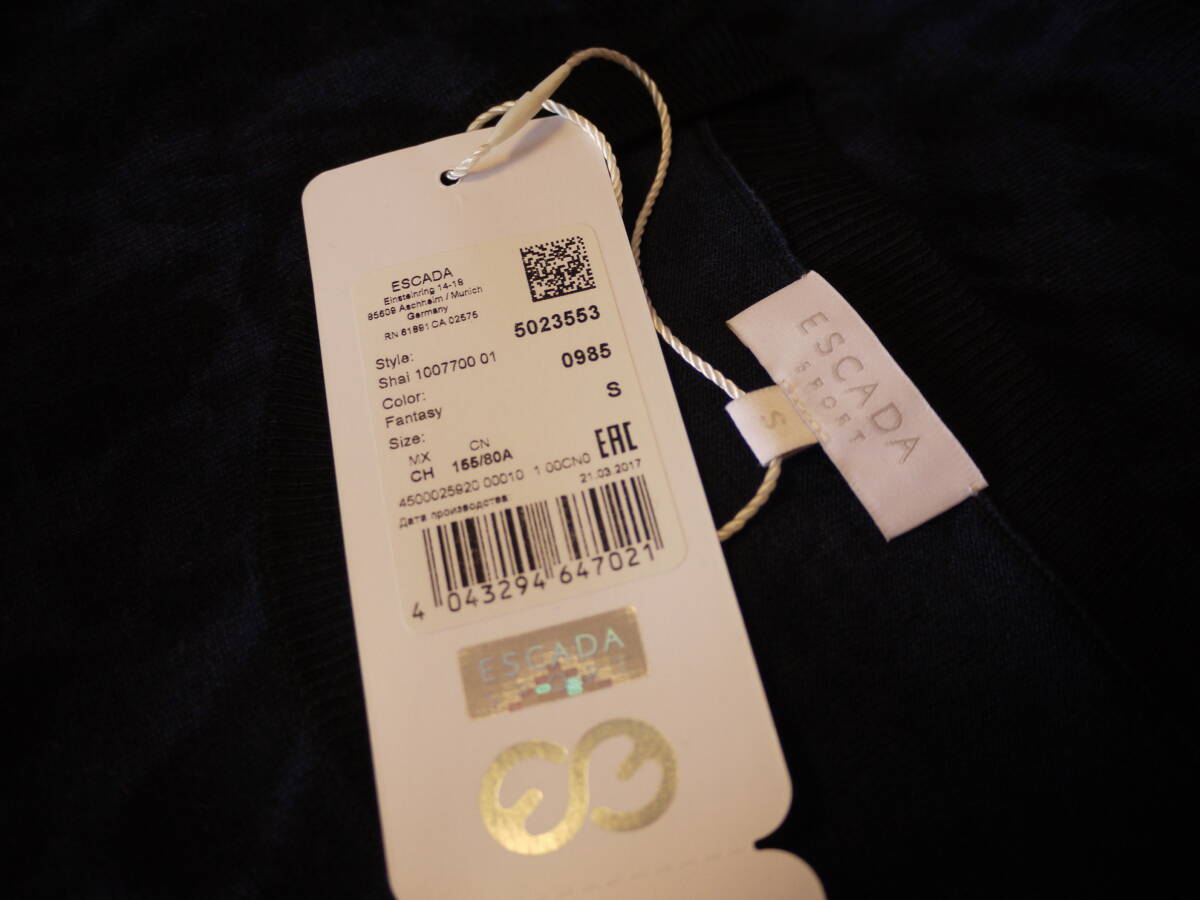 ESCADA
Einsteinring 14-18
85609 Aschheim / Munich
Germany
RN 61891 CA 02575
5023553
Style:
Shai 1007700 01
0985
Color:
Fantasy
S
Size:
MX CN
CH 155/80A
EAC
4500025920 00010 1 00CN0
21.03.2017
Дата производства:
4 043294 647021
ESCADA
ESCADA
SPORT
S